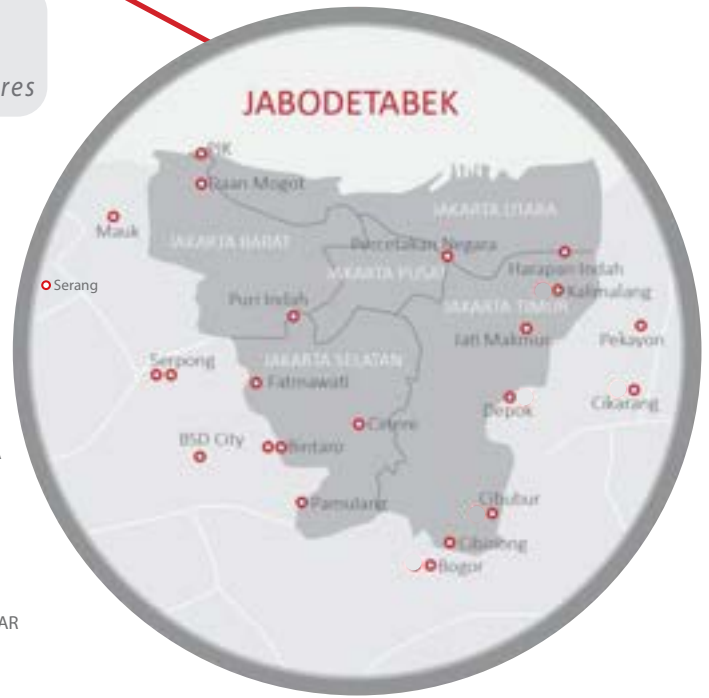 res
JABODETABEK
PIK
Daan Mogot
Mauk
JAKARTA UTARA
JAKARTA BARAT
Percetakan Negara
JAKARTA PUSAT
Harapan Indah
Serang
Kalimalang
Puri Indah
JAKARTA TIMUR
Jati Makmur
Pekayon
Serpong
JAKARTA SELATAN
Fatmawati
Depok
Cikarang
Cinere
BSD City
Bintaro
Pamulang
Cibubur
Cibinong
Bogor
AR